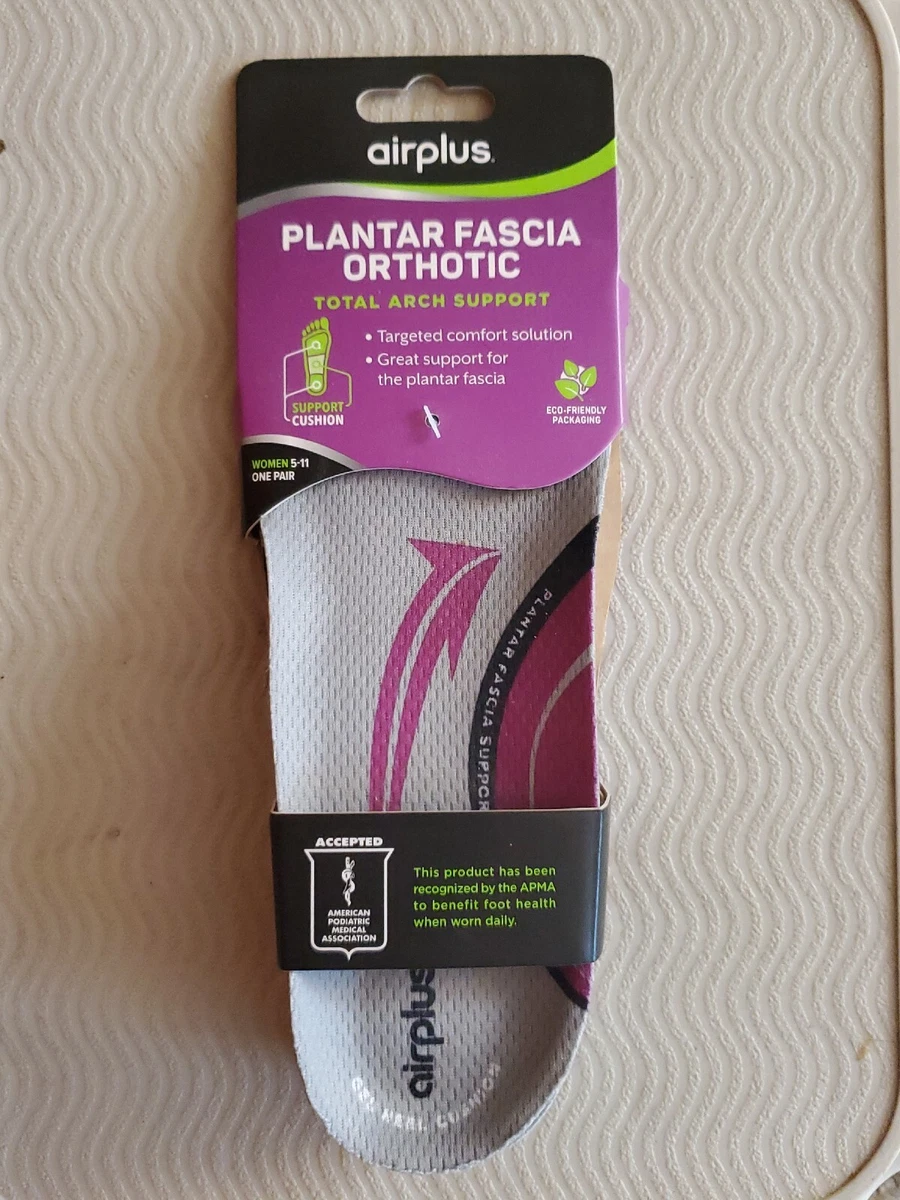 airplus.
PLANTAR FASCIA
ORTHOTIC
TOTAL ARCH SUPPORT
• Targeted comfort solution
• Great support for
the plantar fascia
SUPPORT
CUSHION
ECO-FRIENDLY
PACKAGING
WOMEN 5-11
ONE PAIR
PLANTAR FASCIA SUPPOR
ACCEPTED
AMERICAN
PODIATRIC
MEDICAL
ASSOCIATION
This product has been
recognized by the APMA
to benefit foot health
when worn daily.
airplus
GEL HEEL CUSHION